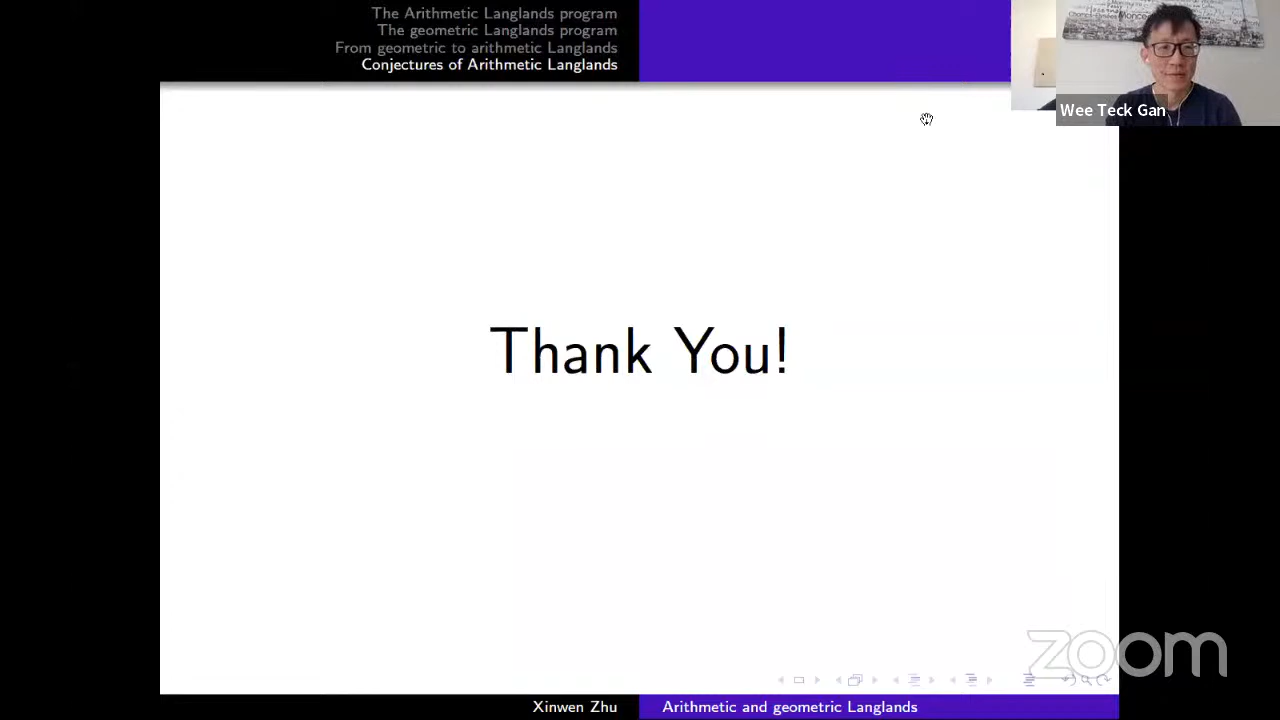 The Arithmetic Langlands program
The geometric Langlands program
From geometric to arithmetic Langlands
Conjectures of Arithmetic Langlands
Wee Teck Gan
Thank You!
zoom
Xinwen Zhu
Arithmetic and geometric Langlands